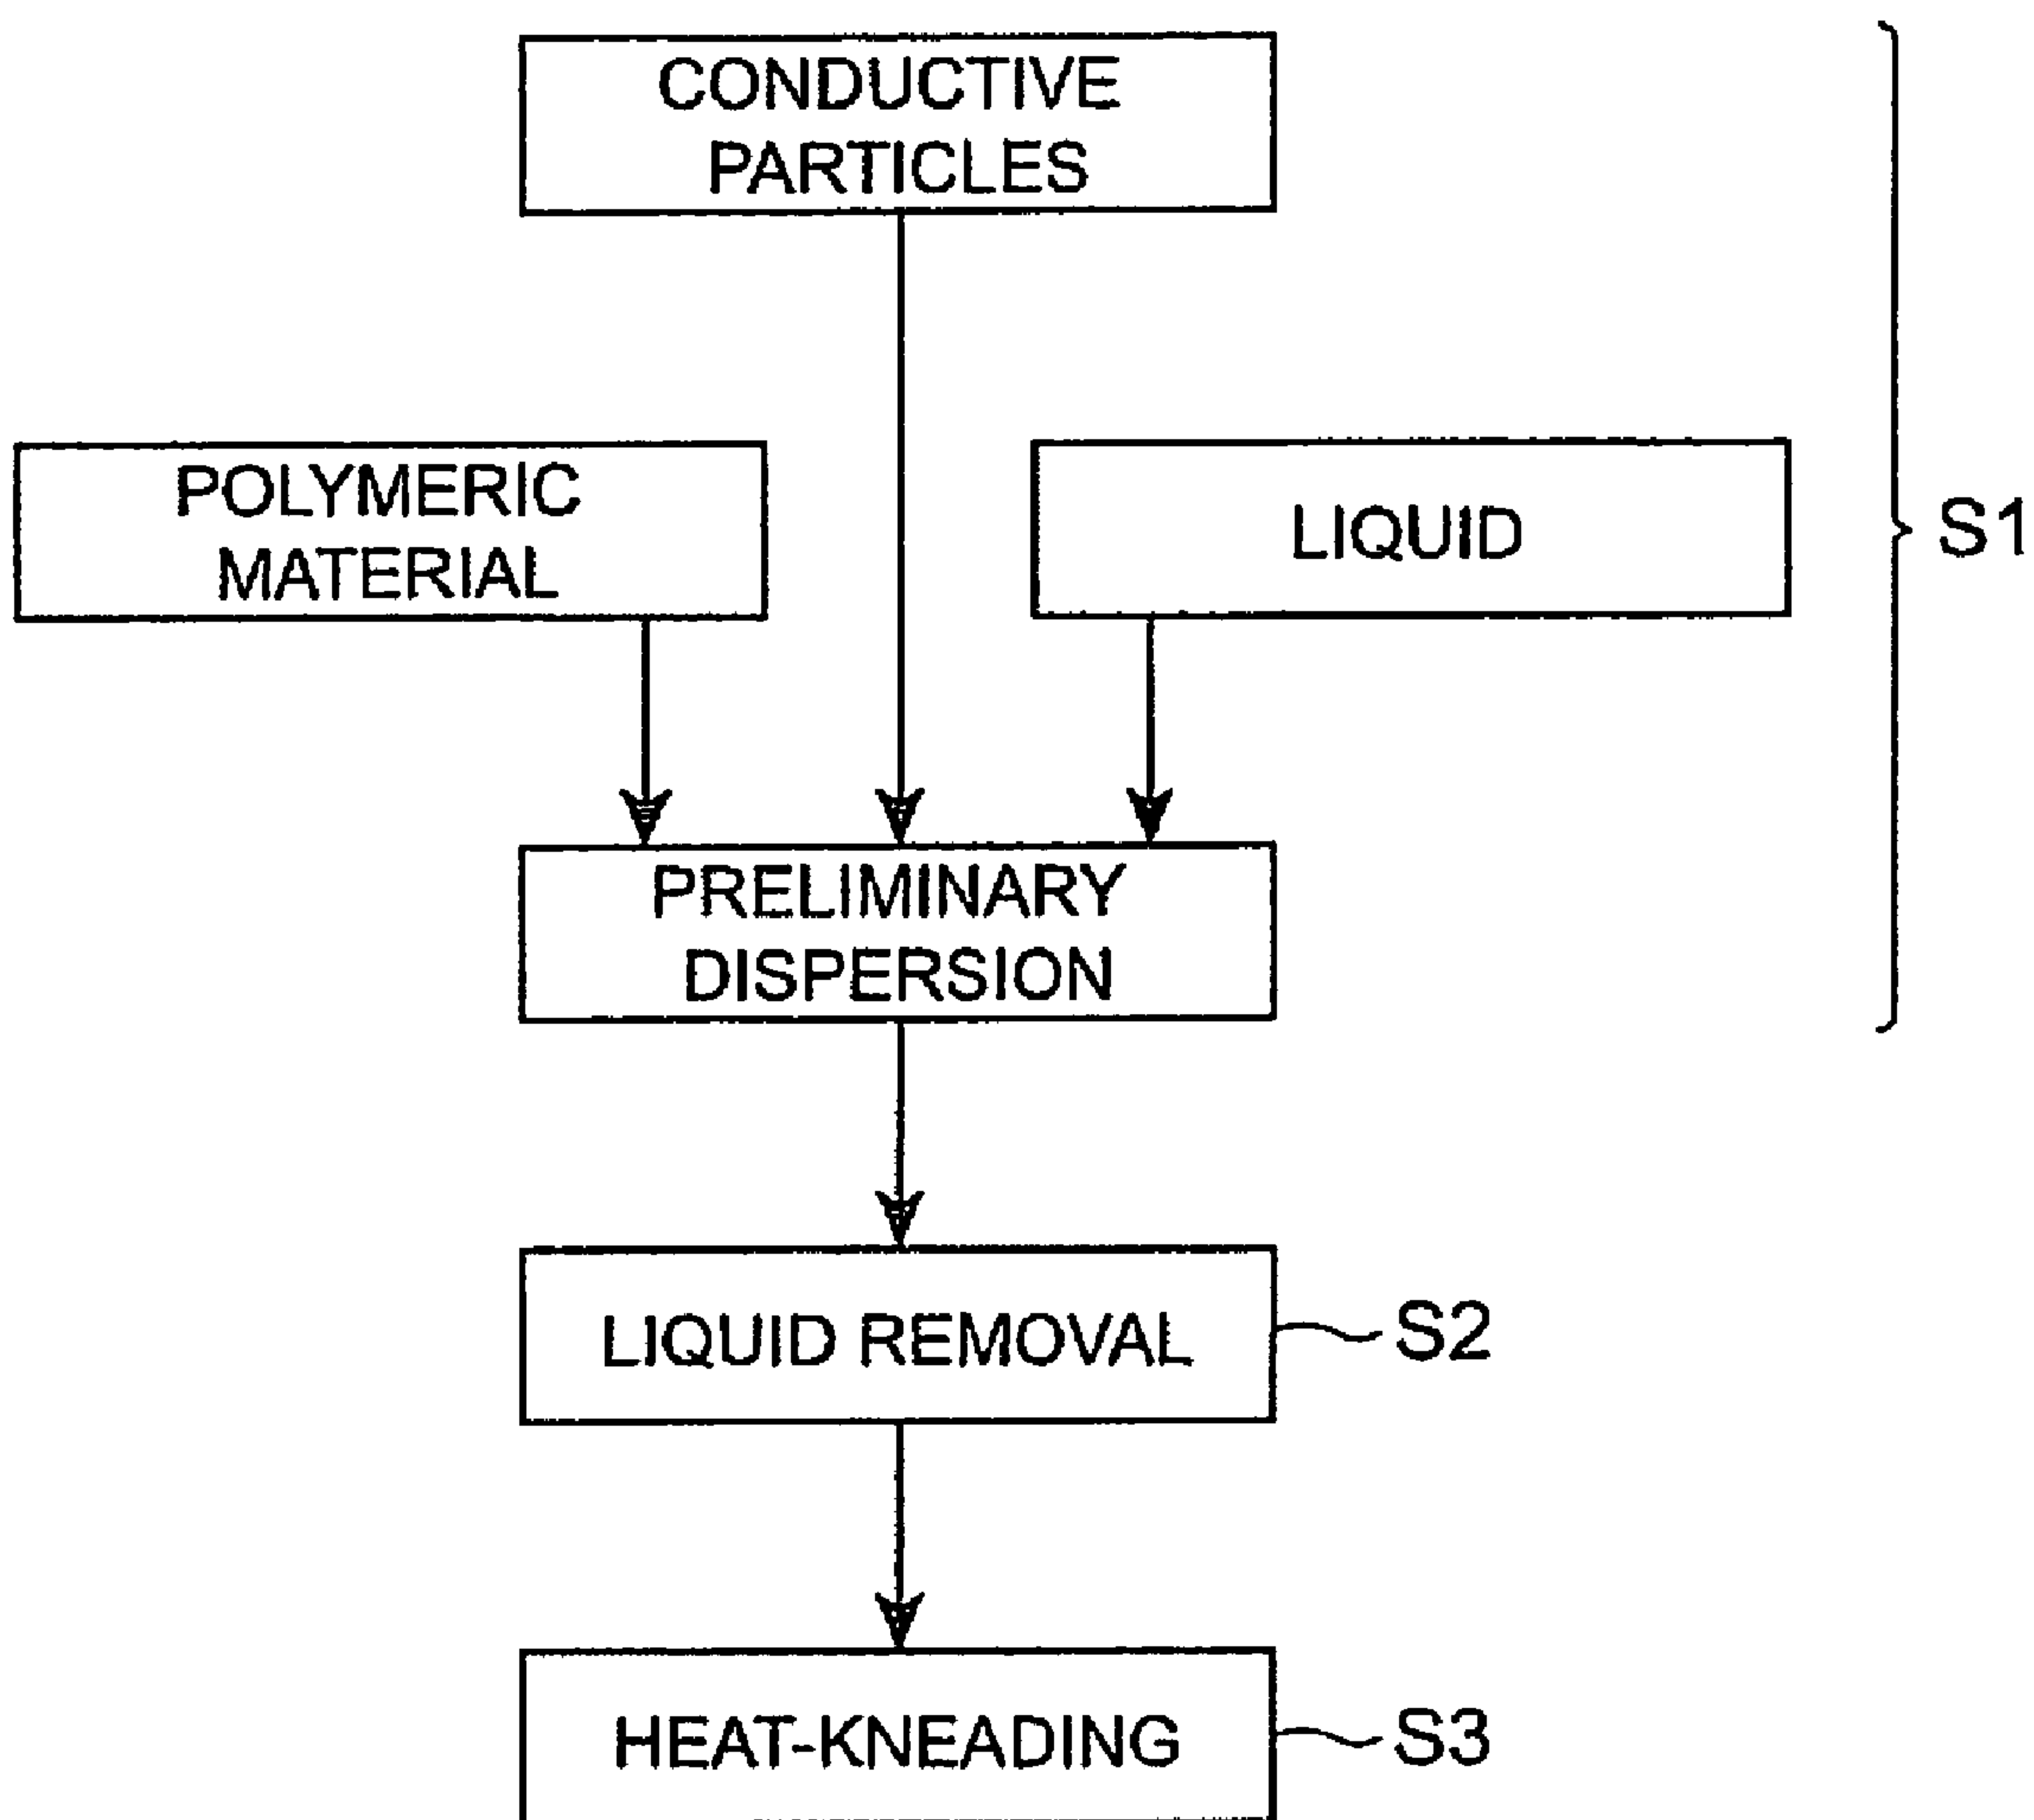 CONDUCTIVE
PARTICLES
POLYMERIC
MATERIAL
LIQUID
S1
PRELIMINARY
DISPERSION
LIQUID REMOVAL
S2
HEAT-KNEADING
S3